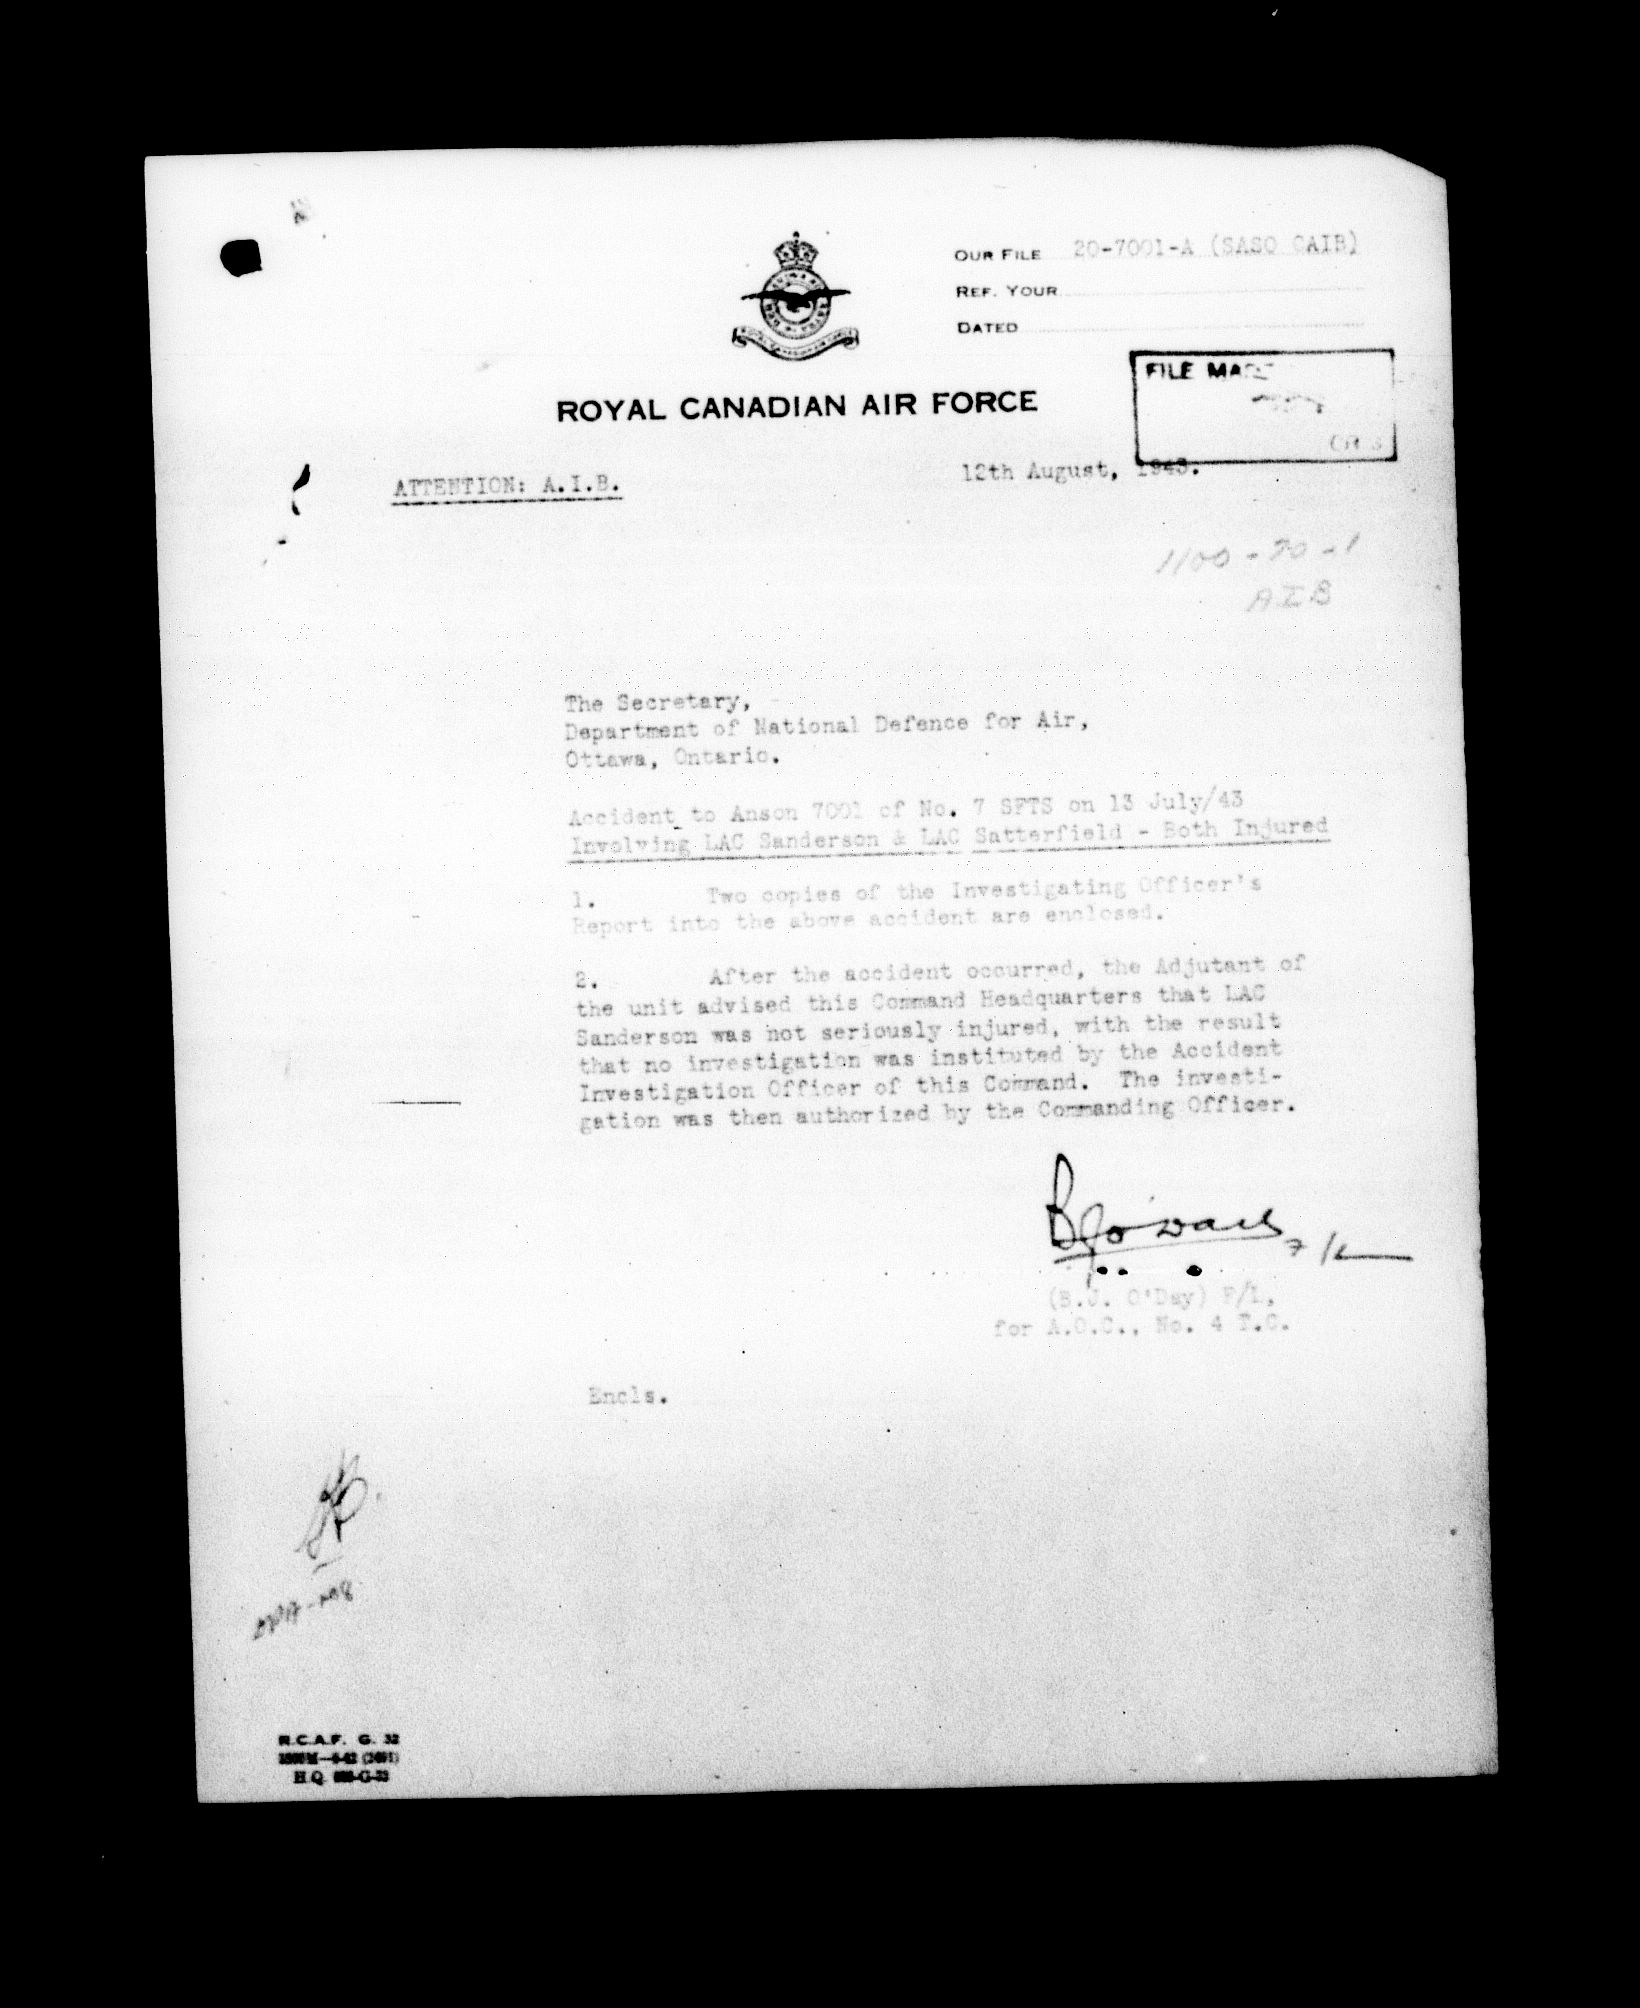 OUR FILE 20-7001-A (SASO CAIB)
REF. YOUR
DATED
FILE
ROYAL CANADIAN AIR FORCE
12th August, 1943.
ATTENTION: A.I.B.
1100-70-1
AIB
The Secretary,
Department of National Defence for Air,
Ottawa, Ontario.
Accident to Anson 7001 of No. 7 SFTS on 13 July/43
Involving LAC Sanderson & LAC Satterfield - Both Injured
1. Two copies of the Investigating Officer's
Report into the above accident are enclosed.
2. After the accident occurred, the Adjutant of
the unit advised this Command Headquarters that LAC
Sanderson was not seriously injured, with the result
that no investigation was instituted by the Accident
Investigation Officer of this Command. The investi-
gation was then authorized by the Commanding Officer.
(B.J. O'Day) F/L,
for A.O.C., No. 4 T.C.
Encls.
R.C.A.F. G. 32